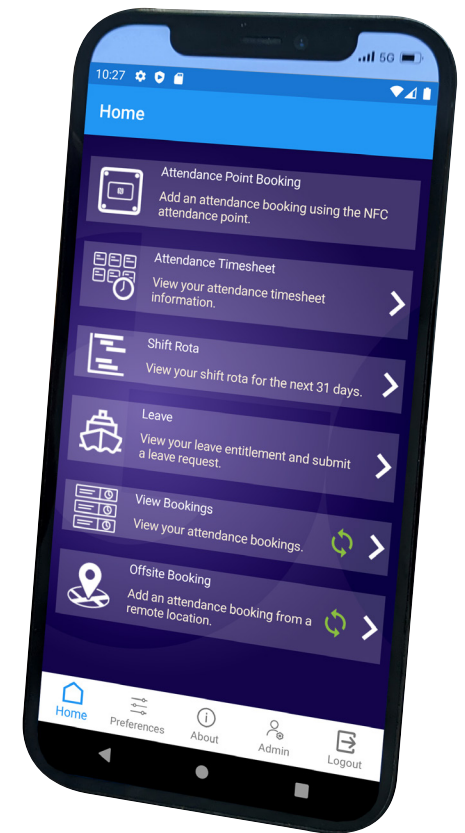 5G
10:27
Home
Attendance Point Booking
Add an attendance booking using the NFC
attendance point.
Attendance Timesheet
View your attendance timesheet
information.
Shift Rota
View your shift rota for the next 31 days.
Leave
View your leave entitlement and submit
a leave request.
View Bookings
View your attendance bookings.
Offsite Booking
Add an attendance booking from a
remote location.
Home
Preferences
About
Admin
Logout